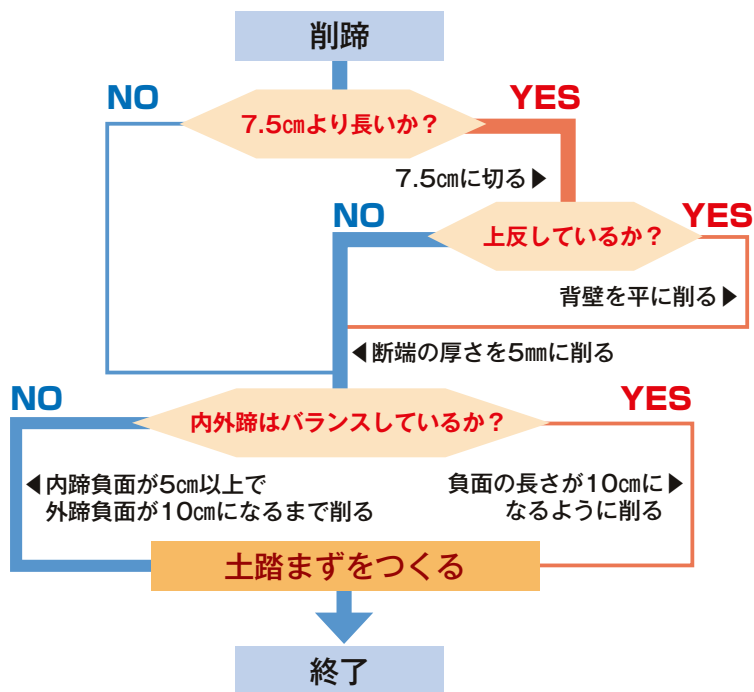 削蹄
NO
YES
7.5㎝より長いか？
7.5㎝に切る▶
NO
YES
上反しているか？
背壁を平に削る▶
◀断端の厚さを5㎜に削る
NO
YES
内外蹄はバランスしているか？
◀内蹄負面が5㎝以上で
外蹄負面が10㎝になるまで削る
負面の長さが10㎝に▶
なるように削る
土踏まずをつくる
終了